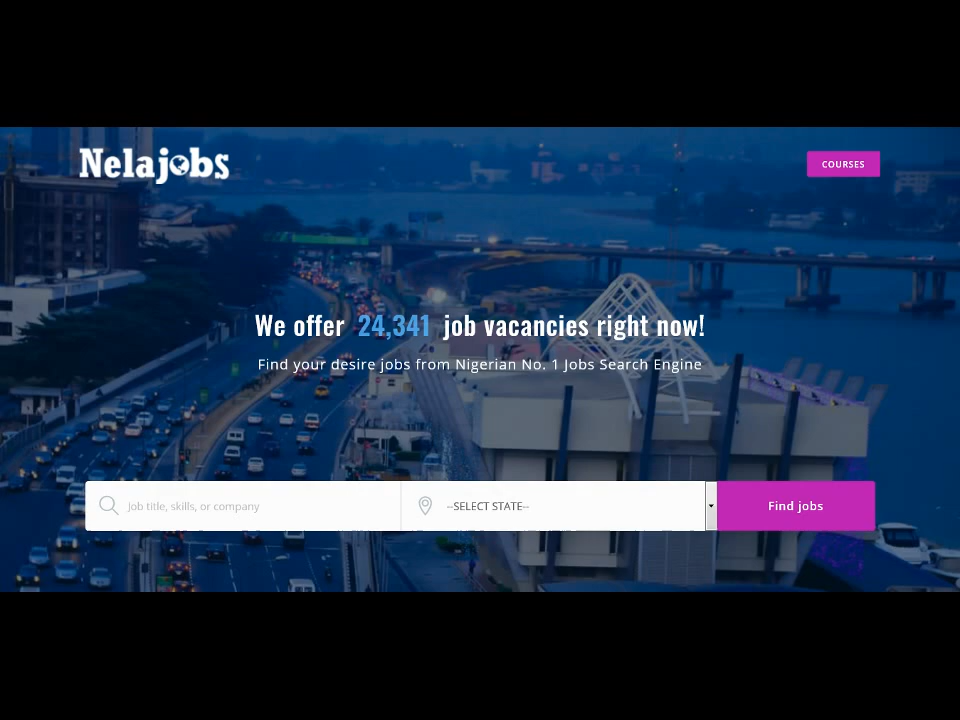 Nelajobs
COURSES
We offer 24,341 job vacancies right now!
Find your desire jobs from Nigerian No. 1 Jobs Search Engine
Job title, skills, or company
--SELECT STATE--
Find jobs